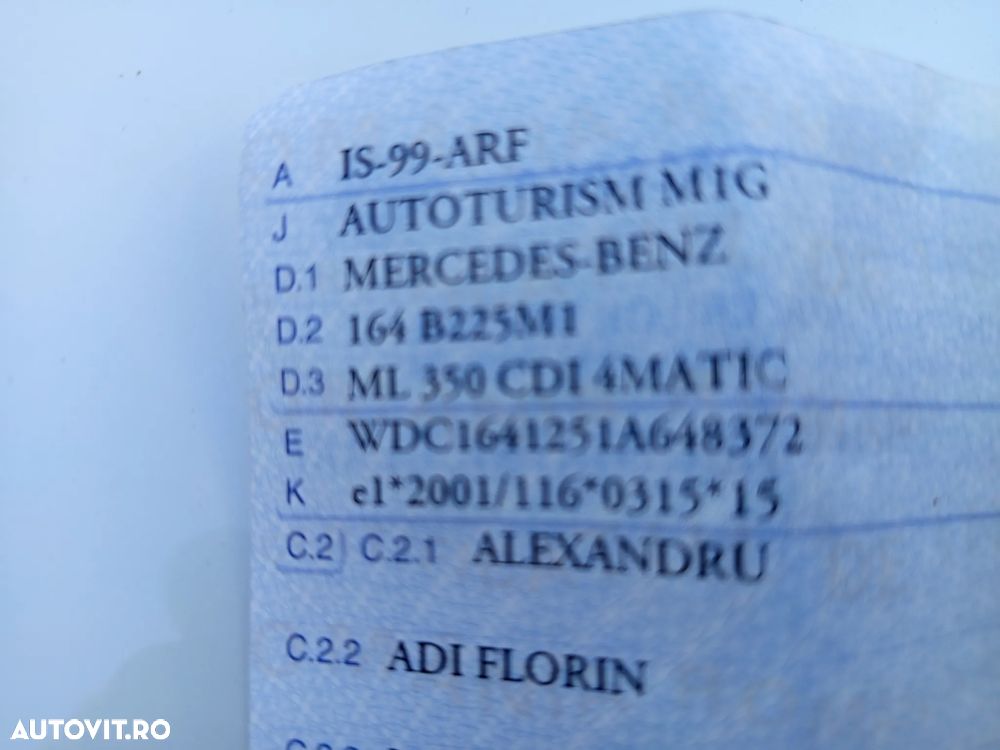 A IS-99-ARF
J AUTOTURISM M1G
D.1 MERCEDES-BENZ
D.2 164 B225M1
D.3 ML 350 CDI 4MATIC
E WDC1641251A648372
K e1*2001/116*0315*15
C.2 C.2.1 ALEXANDRU
C.2.2 ADI FLORIN
AUTOVIT.RO